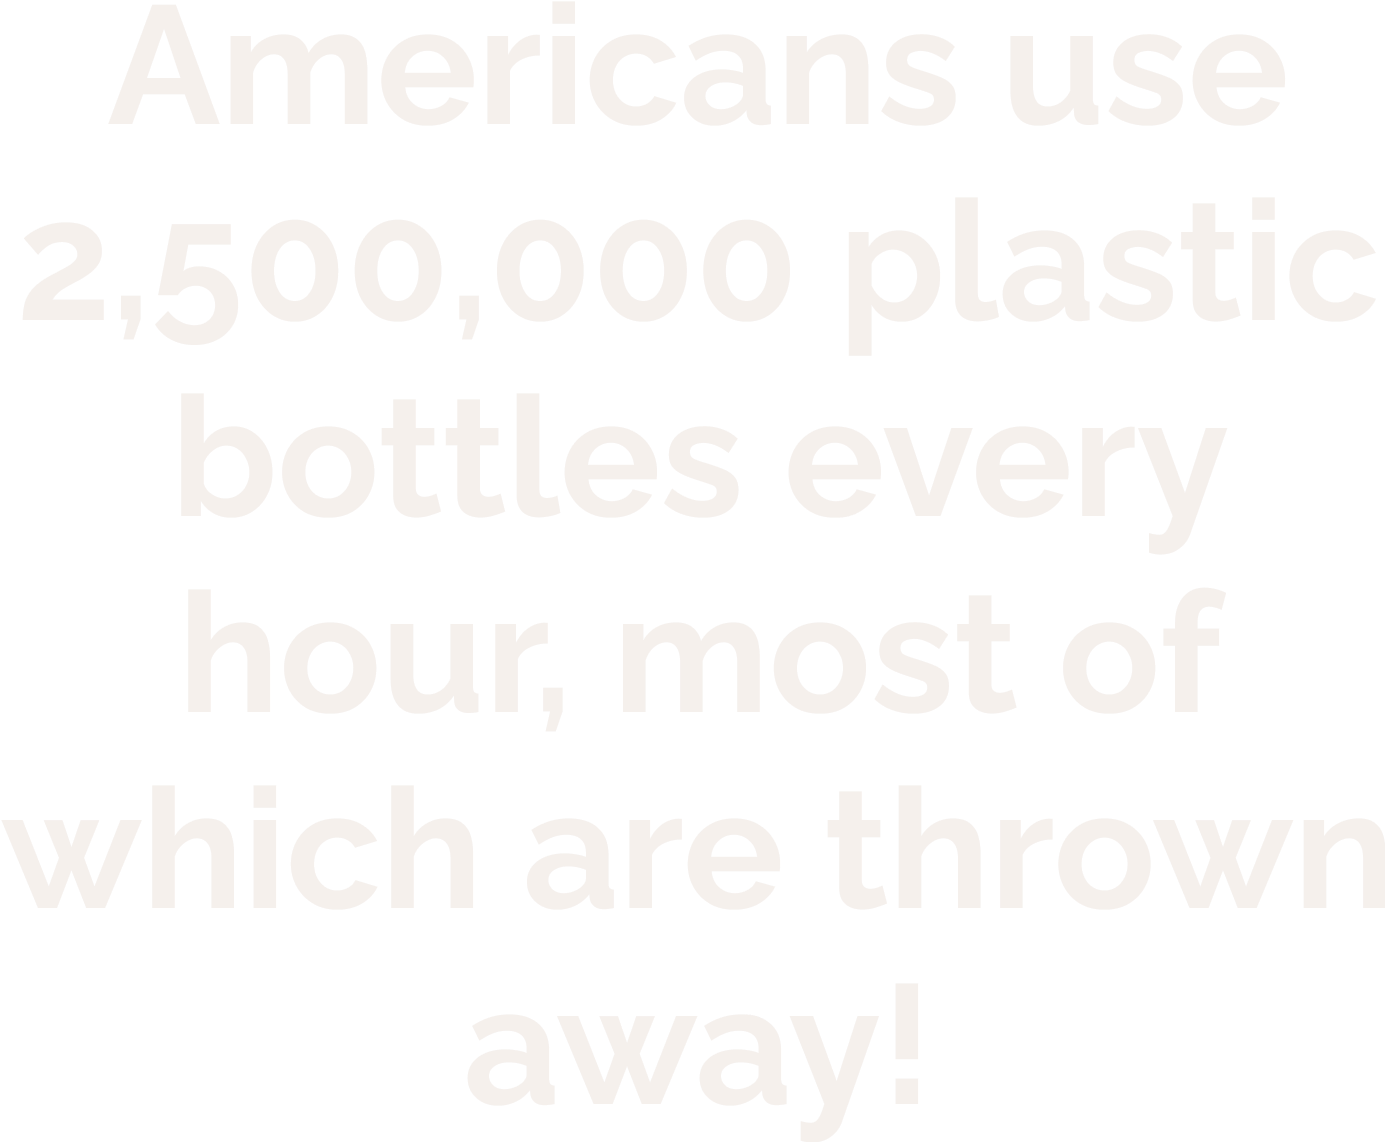 Americans use
2,500,000 plastic
bottles every
hour, most of
which are thrown
away!